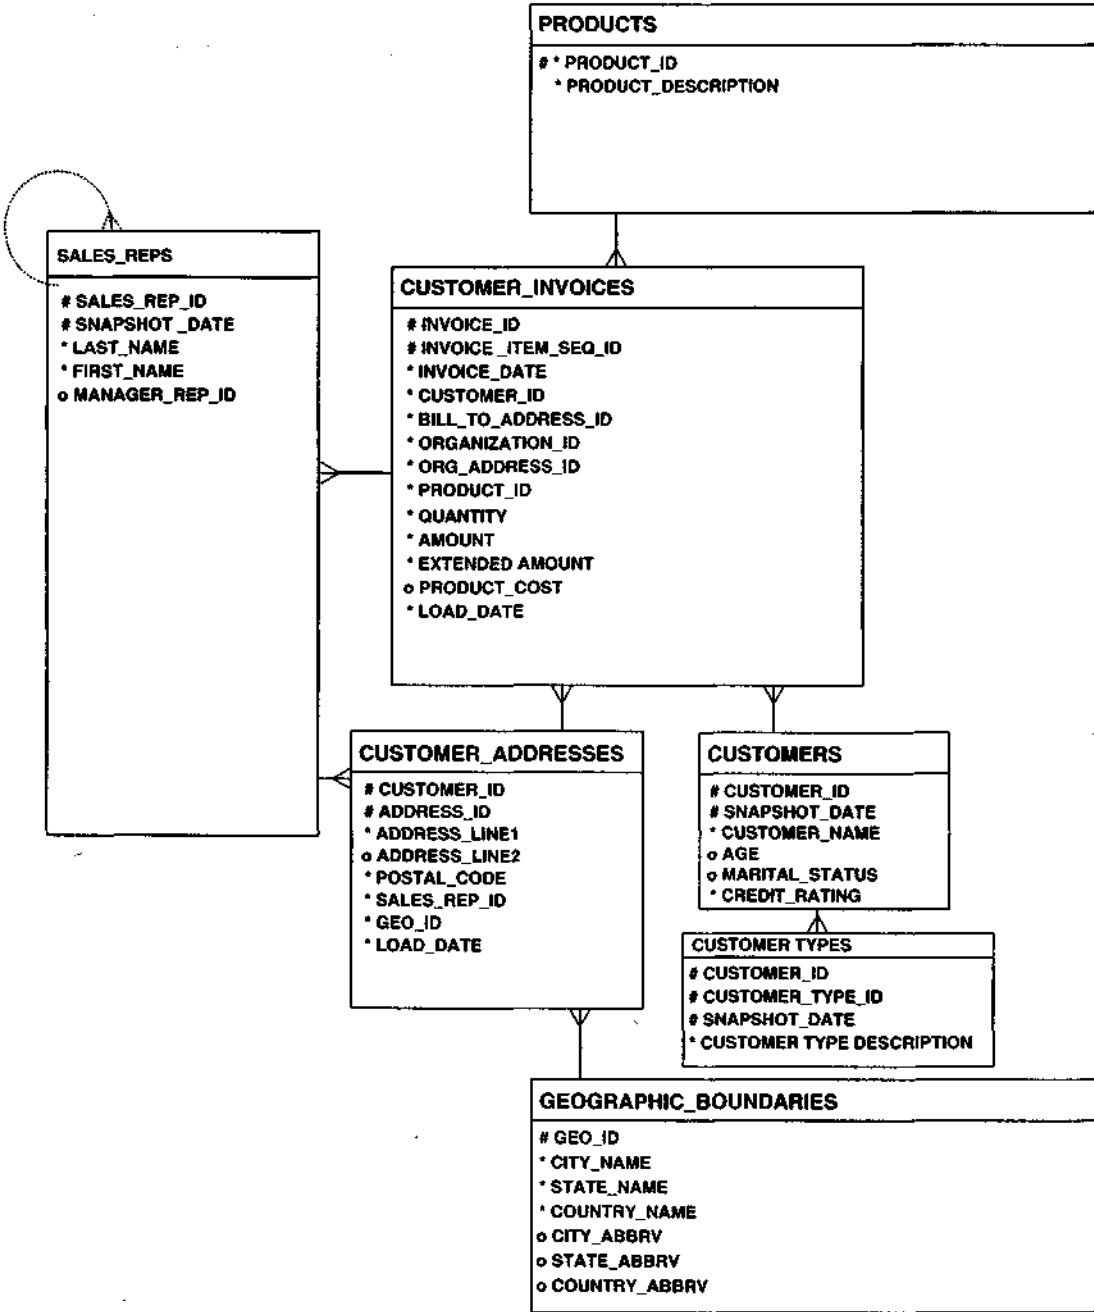 PRODUCTS
# * PRODUCT_ID
* PRODUCT_DESCRIPTION
SALES_REPS
# SALES_REP_ID
# SNAPSHOT_DATE
* LAST_NAME
* FIRST_NAME
o MANAGER_REP_ID
CUSTOMER_INVOICES
# INVOICE_ID
# INVOICE_ITEM_SEQ_ID
* INVOICE_DATE
* CUSTOMER_ID
* BILL_TO_ADDRESS_ID
* ORGANIZATION_ID
* ORG_ADDRESS_ID
* PRODUCT_ID
* QUANTITY
* AMOUNT
* EXTENDED AMOUNT
o PRODUCT_COST
* LOAD_DATE
CUSTOMER_ADDRESSES
# CUSTOMER_ID
# ADDRESS_ID
* ADDRESS_LINE1
o ADDRESS_LINE2
* POSTAL_CODE
* SALES_REP_ID
* GEO_ID
* LOAD_DATE
CUSTOMERS
# CUSTOMER_ID
# SNAPSHOT_DATE
* CUSTOMER_NAME
o AGE
o MARITAL_STATUS
* CREDIT_RATING
CUSTOMER TYPES
# CUSTOMER_ID
# CUSTOMER_TYPE_ID
# SNAPSHOT_DATE
* CUSTOMER TYPE DESCRIPTION
GEOGRAPHIC_BOUNDARIES
# GEO_ID
* CITY_NAME
* STATE_NAME
* COUNTRY_NAME
o CITY_ABBRV
o STATE_ABBRV
o COUNTRY_ABBRV